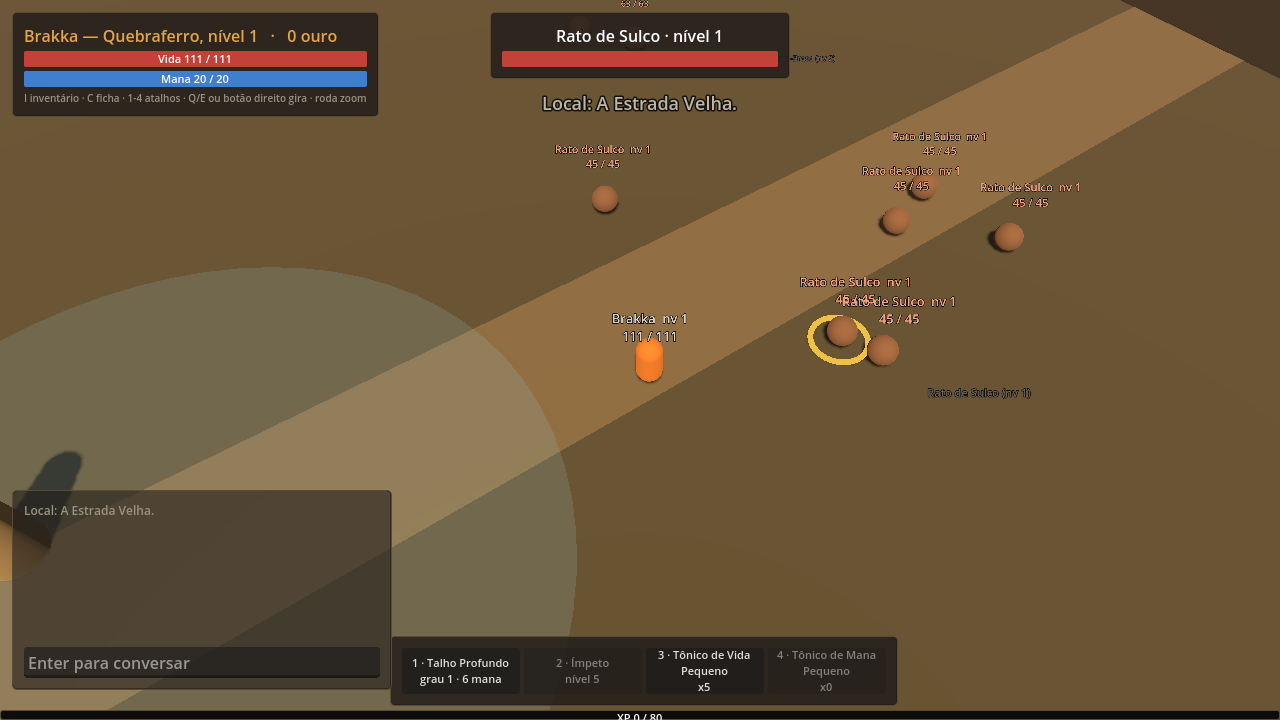 63 / 63
Brakka — Quebraferro, nível 1 · 0 ouro
Vida 111 / 111
Mana 20 / 20
I inventário · C ficha · 1-4 atalhos · Q/E ou botão direito gira · roda zoom
Rato de Sulco · nível 1
Local: A Estrada Velha.
Rato de Sulco nv 1
45 / 45
Rato de Sulco nv 1
45 / 45
Rato de Sulco nv 1
45 / 45
Rato de Sulco nv 1
45 / 45
Rato de Sulco nv 1
45 / 45
Rato de Sulco nv 1
45 / 45
Brakka nv 1
111 / 111
Rato de Sulco (nv 1)
Local: A Estrada Velha.
Enter para conversar
1 · Talho Profundo
grau 1 · 6 mana
2 · Ímpeto
nível 5
3 · Tônico de Vida
Pequeno
x5
4 · Tônico de Mana
Pequeno
x0
XP 0 / 80